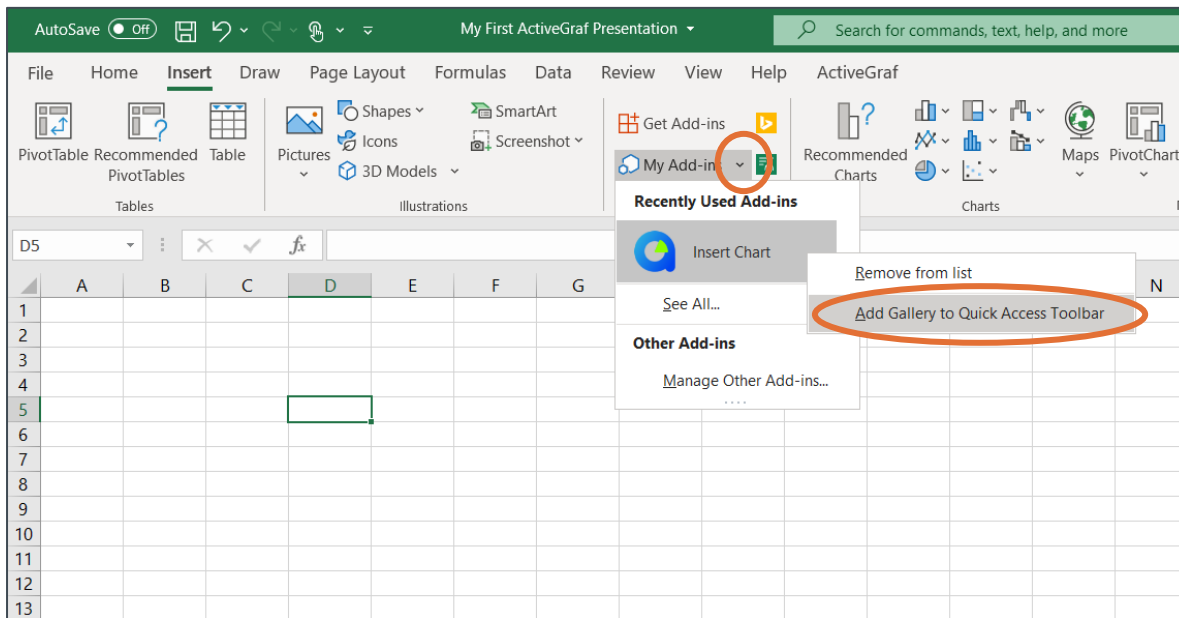 AutoSave Off My First ActiveGraf Presentation Search for commands, text, help, and more
File Home Insert Draw Page Layout Formulas Data Review View Help ActiveGraf
PivotTable Recommended PivotTables Table
Tables
Pictures Shapes Icons 3D Models SmartArt Screenshot
Illustrations
Get Add-ins
My Add-in
Recommended Charts
Maps PivotChart
Charts
Recently Used Add-ins
Insert Chart
See All...
Other Add-ins
Manage Other Add-ins...
Remove from list
Add Gallery to Quick Access Toolbar
D5 fx
A B C D E F G N
1
2
3
4
5
6
7
8
9
10
11
12
13